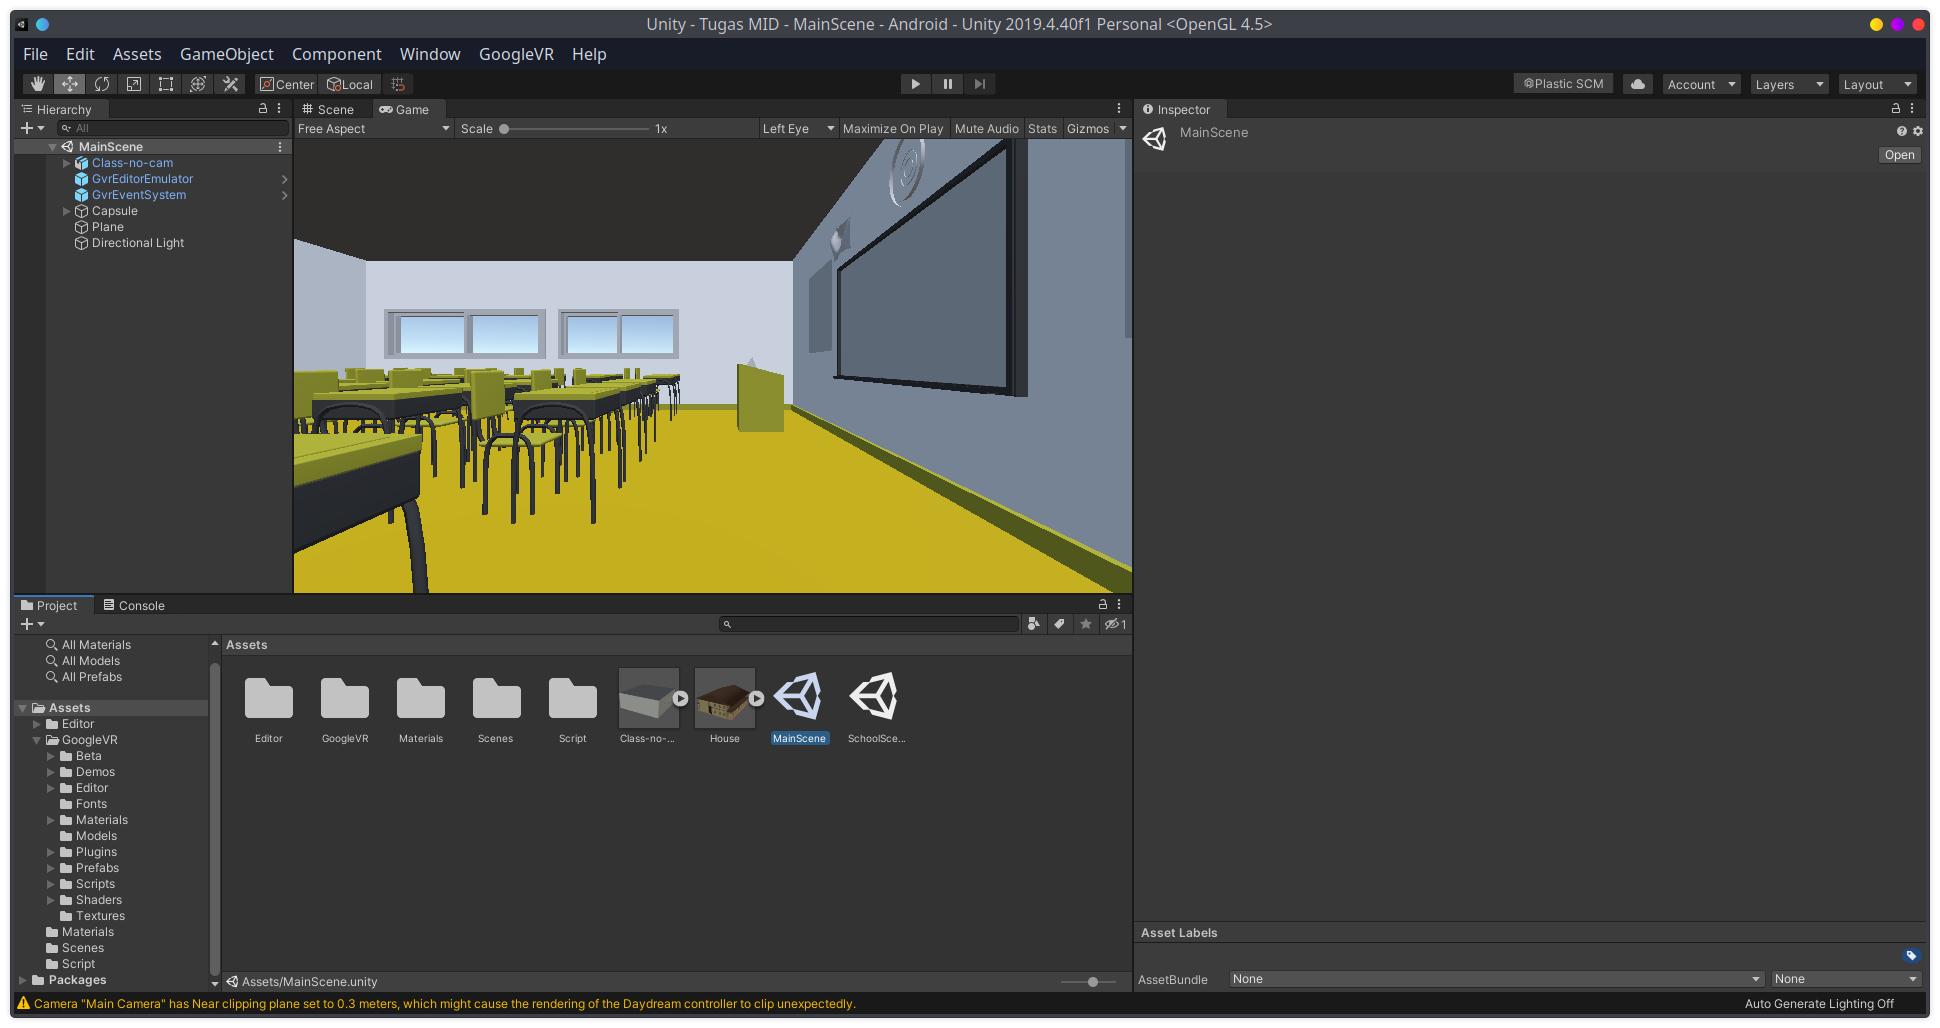 Unity - Tugas MID - MainScene - Android - Unity 2019.4.40f1 Personal <OpenGL 4.5>
File Edit Assets GameObject Component Window GoogleVR Help
Center Local Plastic SCM Account Layers Layout
Hierarchy
All
MainScene
Class-no-cam
GvrEditorEmulator
GvrEventSystem
Capsule
Plane
Directional Light
Scene Game
Free Aspect Scale 1x Left Eye Maximize On Play Mute Audio Stats Gizmos
Inspector
MainScene
Open
Project Console
1
All Materials
All Models
All Prefabs
Assets
Editor
GoogleVR
Beta
Demos
Editor
Fonts
Materials
Models
Plugins
Prefabs
Scripts
Shaders
Textures
Materials
Scenes
Script
Packages
Assets
Editor GoogleVR Materials Scenes Script Class-no-... House MainScene SchoolSce...
Assets/MainScene.unity
Asset Labels
AssetBundle None None
Camera "Main Camera" has Near clipping plane set to 0.3 meters, which might cause the rendering of the Daydream controller to clip unexpectedly.
Auto Generate Lighting Off